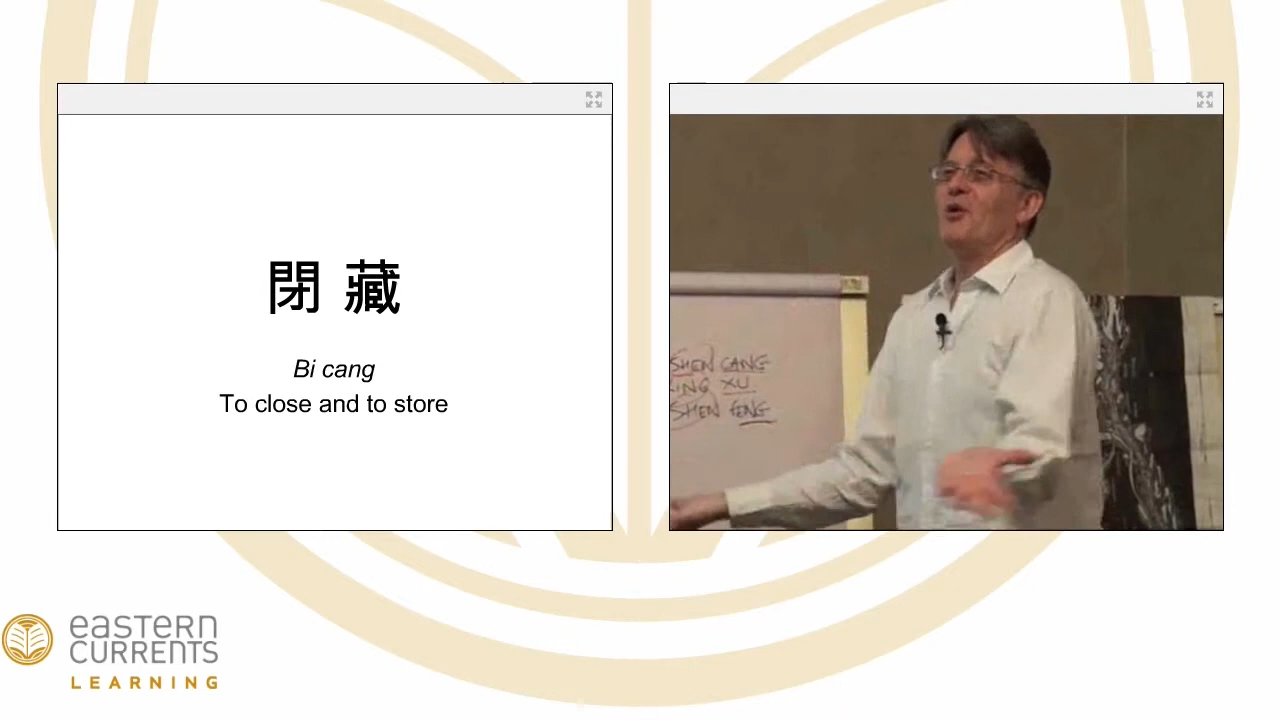 閉藏
Bi cang
To close and to store
SHEN CANG
ING XU
SHEN FENG
eastern
CURRENTS
LEARNING